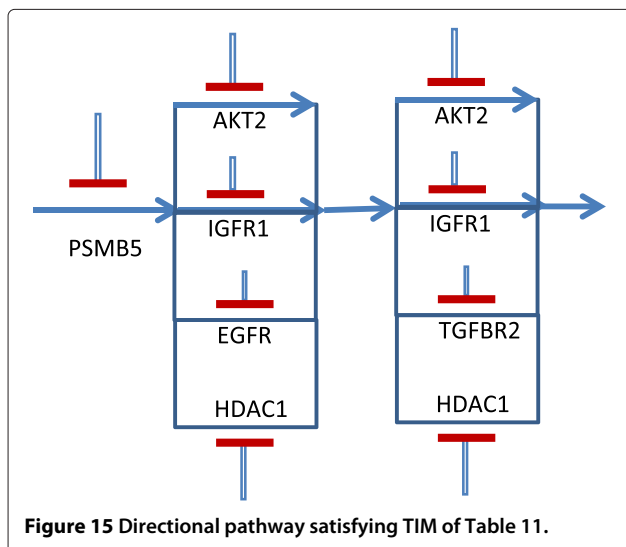 AKT2
AKT2
IGFR1
IGFR1
PSMB5
EGFR
TGFBR2
HDAC1
HDAC1
Figure 15 Directional pathway satisfying TIM of Table 11.